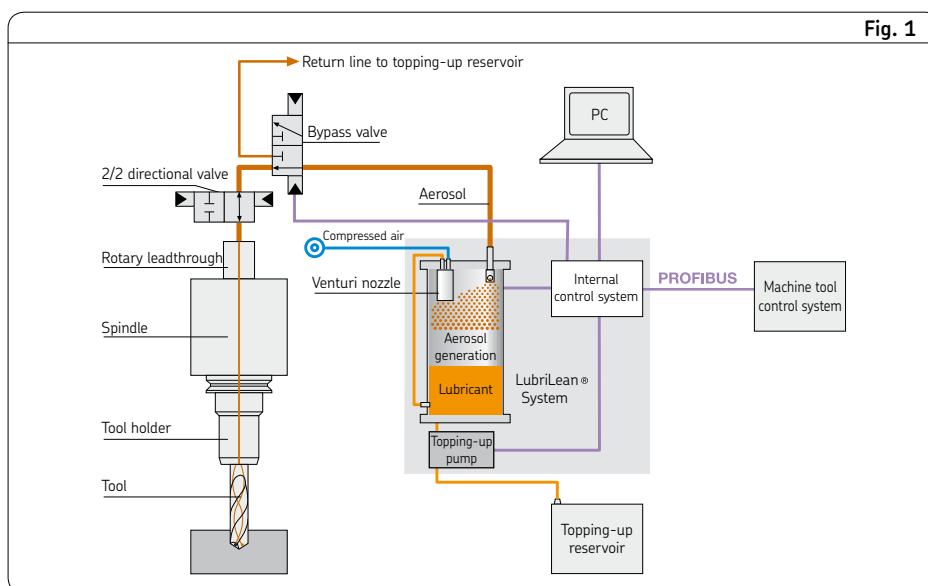 Fig. 1
Return line to topping-up reservoir
PC
Bypass valve
2/2 directional valve
Aerosol
Compressed air
Rotary leadthrough
Venturi nozzle
Internal
control system
PROFIBUS
Machine tool
control system
Spindle
Aerosol
generation
Lubricant
LubriLean ®
System
Tool holder
Topping-up
pump
Tool
Topping-up
reservoir